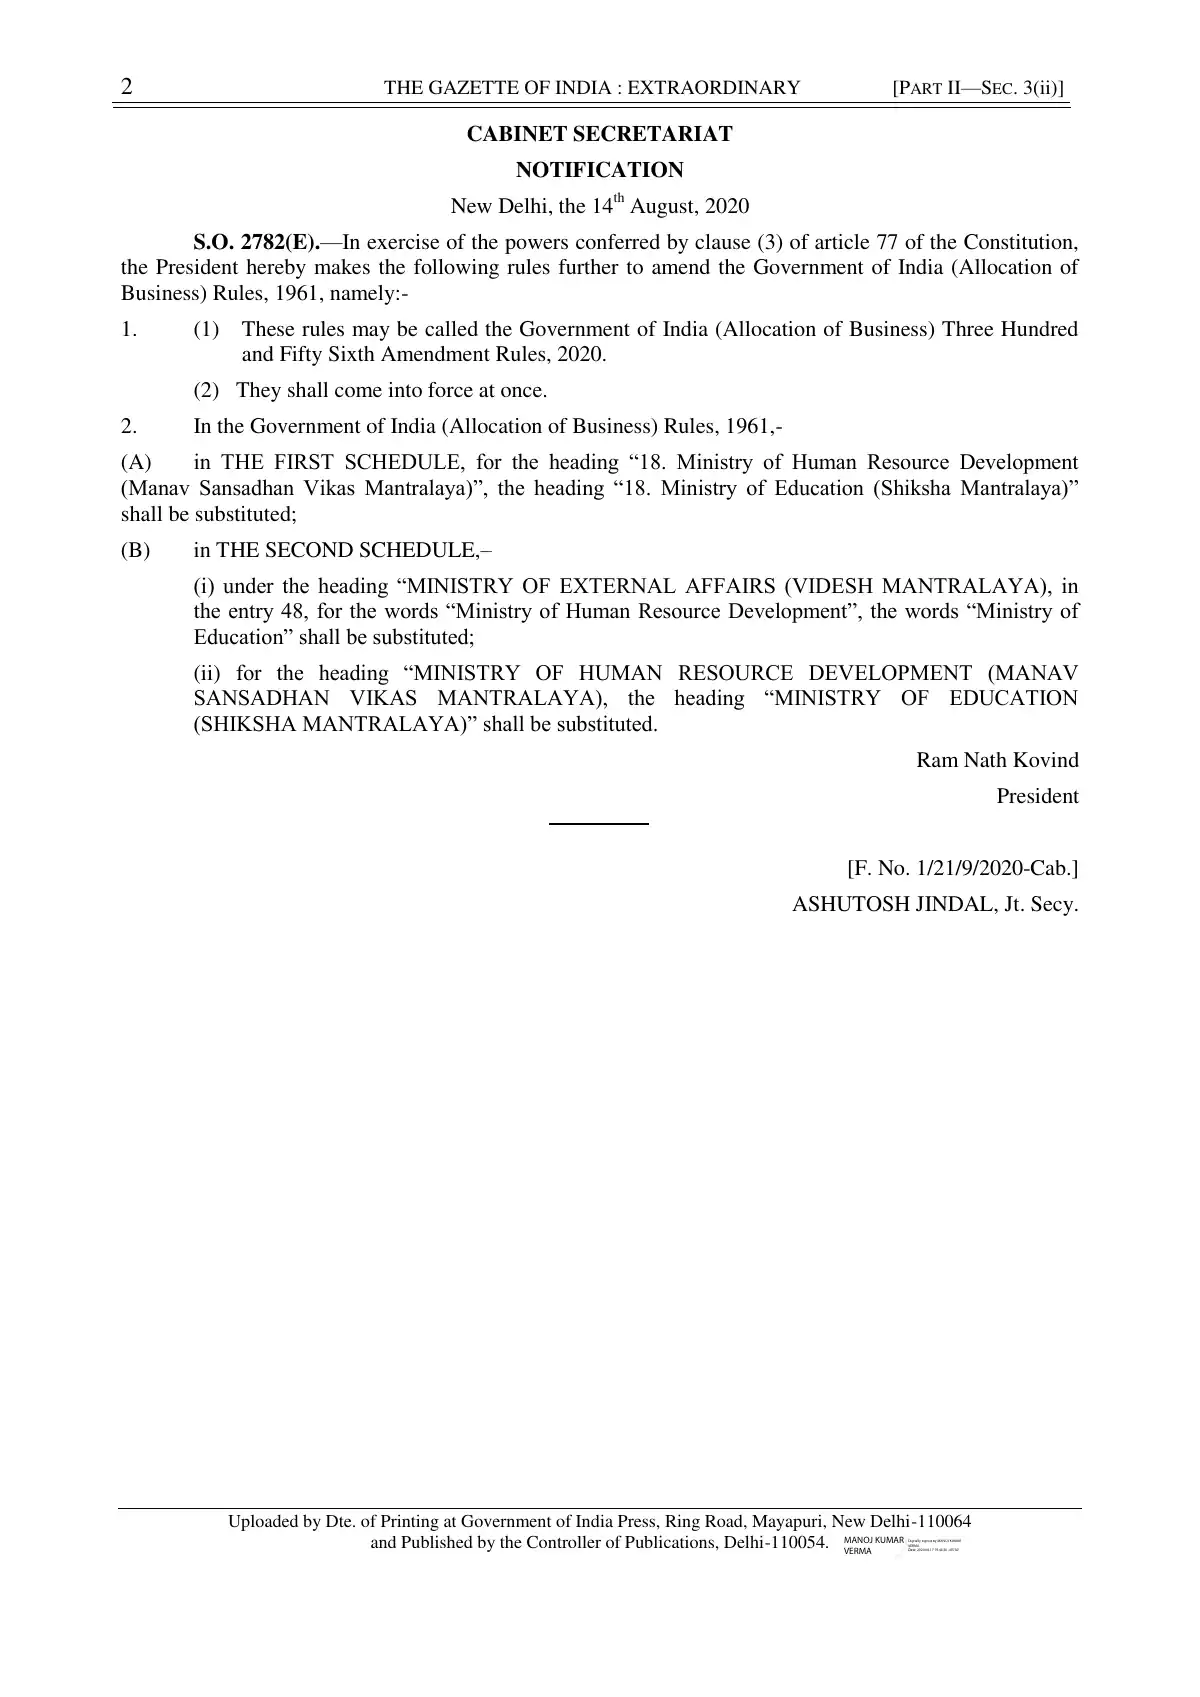 2 THE GAZETTE OF INDIA : EXTRAORDINARY [PART II—SEC. 3(ii)]
CABINET SECRETARIAT
NOTIFICATION
New Delhi, the 14th August, 2020
S.O. 2782(E).—In exercise of the powers conferred by clause (3) of article 77 of the Constitution,
the President hereby makes the following rules further to amend the Government of India (Allocation of
Business) Rules, 1961, namely:-
1. (1) These rules may be called the Government of India (Allocation of Business) Three Hundred
and Fifty Sixth Amendment Rules, 2020.
(2) They shall come into force at once.
2. In the Government of India (Allocation of Business) Rules, 1961,-
(A) in THE FIRST SCHEDULE, for the heading “18. Ministry of Human Resource Development
(Manav Sansadhan Vikas Mantralaya)”, the heading “18. Ministry of Education (Shiksha Mantralaya)”
shall be substituted;
(B) in THE SECOND SCHEDULE,–
(i) under the heading “MINISTRY OF EXTERNAL AFFAIRS (VIDESH MANTRALAYA), in
the entry 48, for the words “Ministry of Human Resource Development”, the words “Ministry of
Education” shall be substituted;
(ii) for the heading “MINISTRY OF HUMAN RESOURCE DEVELOPMENT (MANAV
SANSADHAN VIKAS MANTRALAYA), the heading “MINISTRY OF EDUCATION
(SHIKSHA MANTRALAYA)” shall be substituted.
Ram Nath Kovind
President
[F. No. 1/21/9/2020-Cab.]
ASHUTOSH JINDAL, Jt. Secy.
Uploaded by Dte. of Printing at Government of India Press, Ring Road, Mayapuri, New Delhi-110064
and Published by the Controller of Publications, Delhi-110054.
MANOJ KUMAR
VERMA